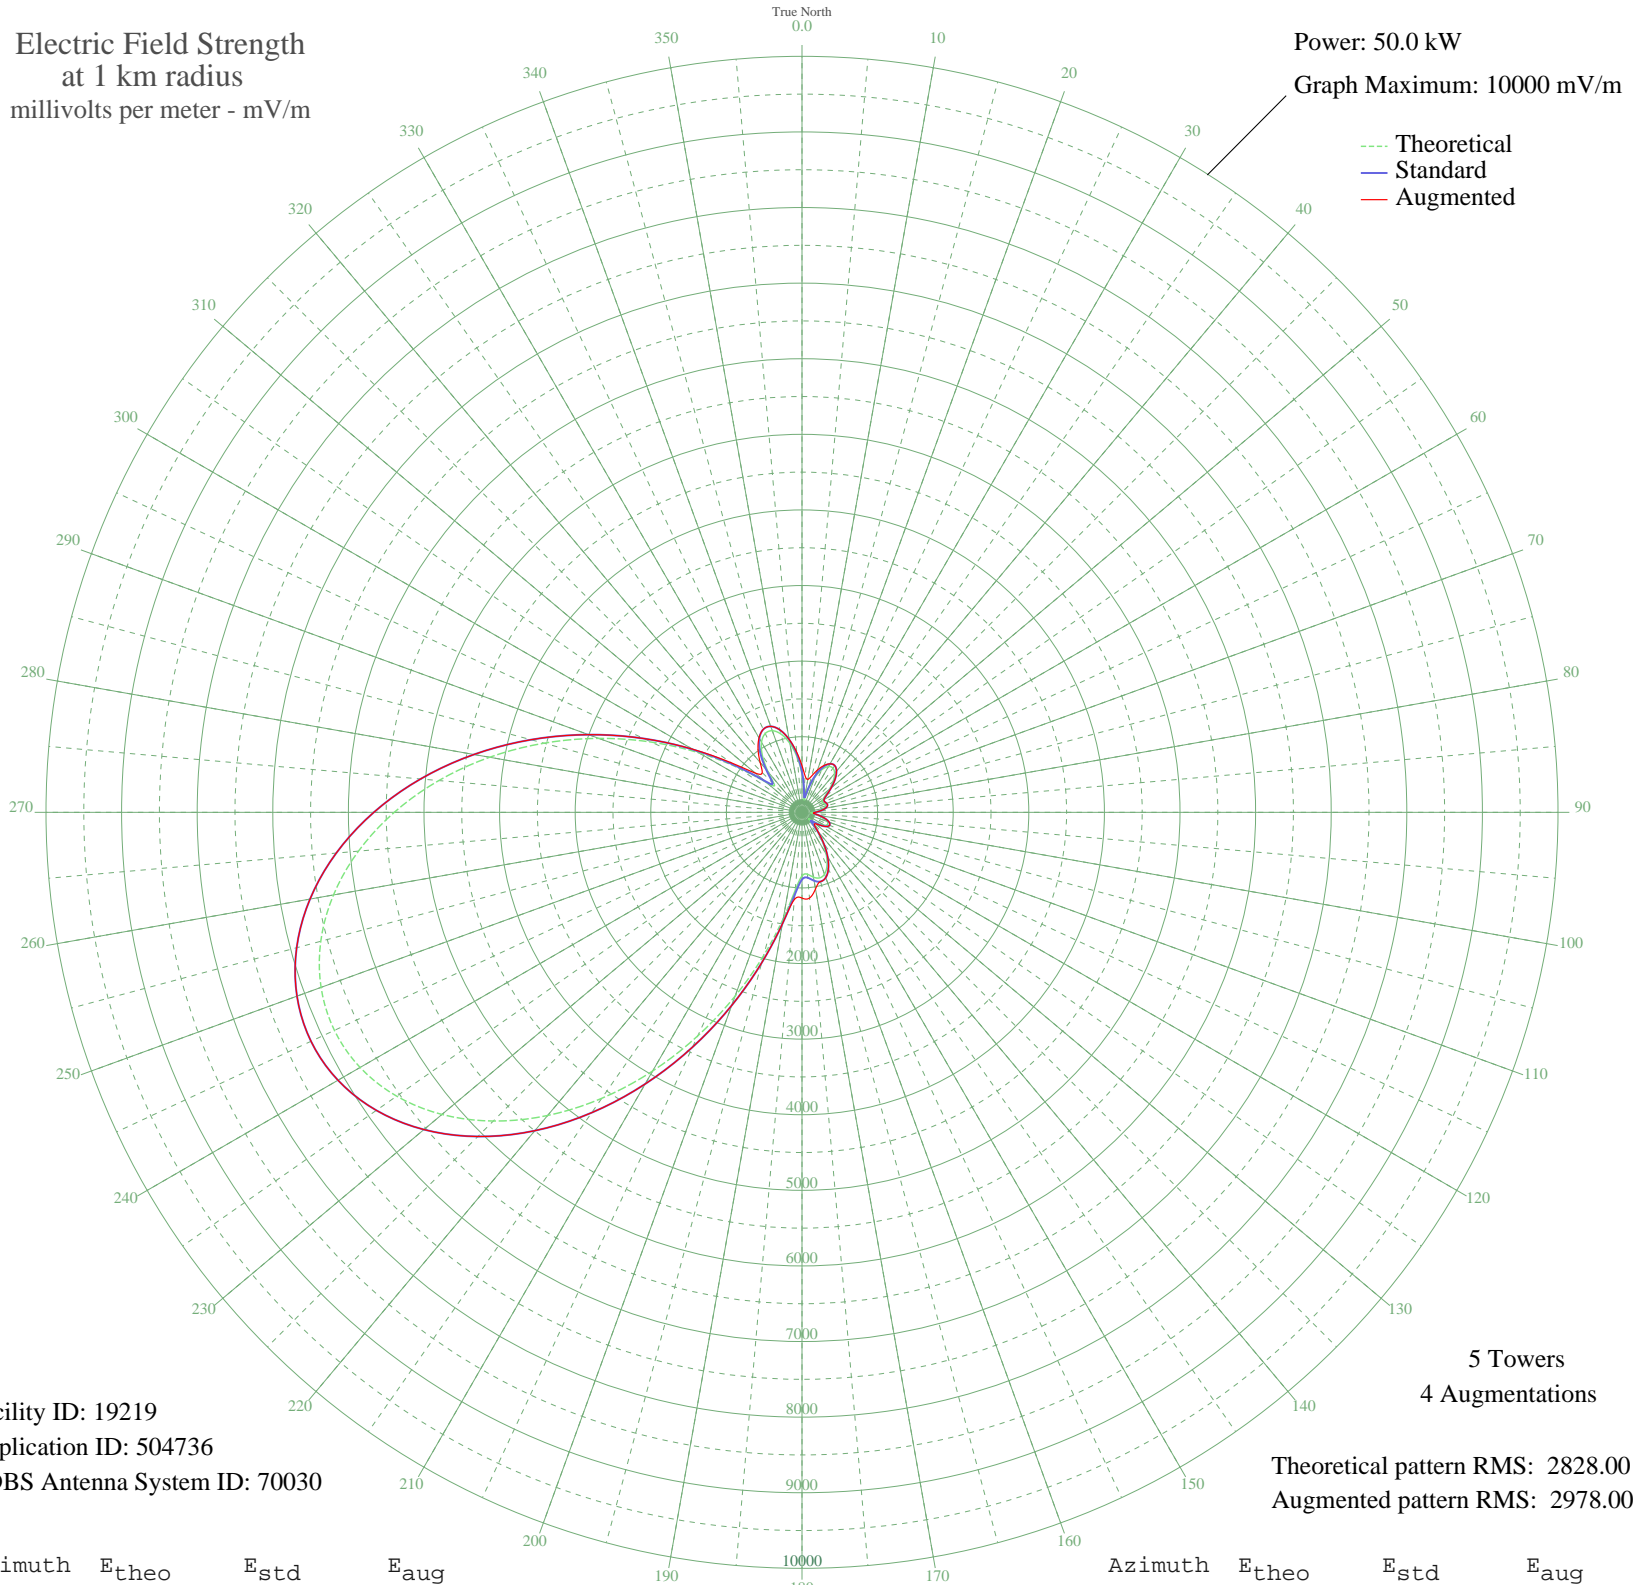 True North
0.0
Electric Field Strength
at 1 km radius
millivolts per meter - mV/m
Power: 50.0 kW
Graph Maximum: 10000 mV/m
Theoretical
Standard
Augmented
350
10
340
20
330
30
320
40
310
50
300
60
290
70
280
80
270
90
260
100
250
110
240
120
230
130
220
140
210
150
200
160
190
170
2000
3000
4000
5000
6000
7000
8000
9000
10000
5 Towers
4 Augmentations
cility ID: 19219
plication ID: 504736
DBS Antenna System ID: 70030
Theoretical pattern RMS: 2828.00
Augmented pattern RMS: 2978.00
imuth Etheo Estd Eaug
Azimuth Etheo Estd Eaug